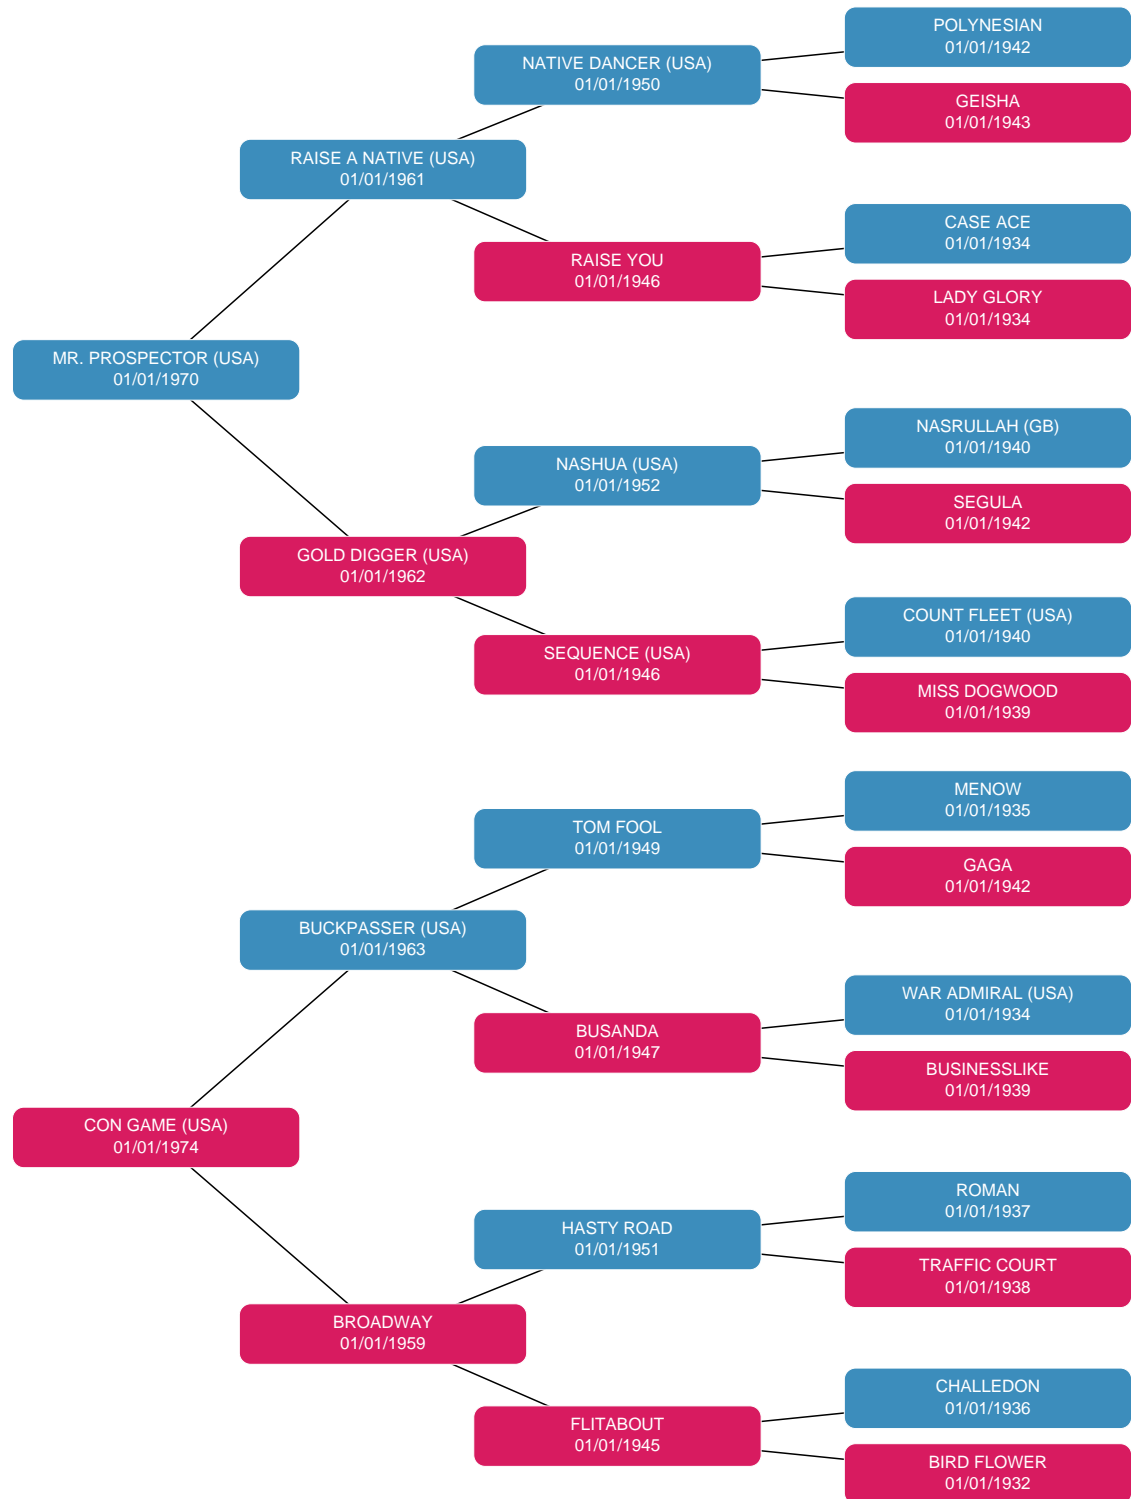 POLYNESIAN
01/01/1942
NATIVE DANCER (USA)
01/01/1950
GEISHA
01/01/1943
RAISE A NATIVE (USA)
01/01/1961
CASE ACE
01/01/1934
RAISE YOU
01/01/1946
LADY GLORY
01/01/1934
MR. PROSPECTOR (USA)
01/01/1970
NASRULLAH (GB)
01/01/1940
NASHUA (USA)
01/01/1952
SEGULA
01/01/1942
GOLD DIGGER (USA)
01/01/1962
COUNT FLEET (USA)
01/01/1940
SEQUENCE (USA)
01/01/1946
MISS DOGWOOD
01/01/1939
MENOW
01/01/1935
TOM FOOL
01/01/1949
GAGA
01/01/1942
BUCKPASSER (USA)
01/01/1963
WAR ADMIRAL (USA)
01/01/1934
BUSANDA
01/01/1947
BUSINESSLIKE
01/01/1939
CON GAME (USA)
01/01/1974
ROMAN
01/01/1937
HASTY ROAD
01/01/1951
TRAFFIC COURT
01/01/1938
BROADWAY
01/01/1959
CHALLEDON
01/01/1936
FLITABOUT
01/01/1945
BIRD FLOWER
01/01/1932